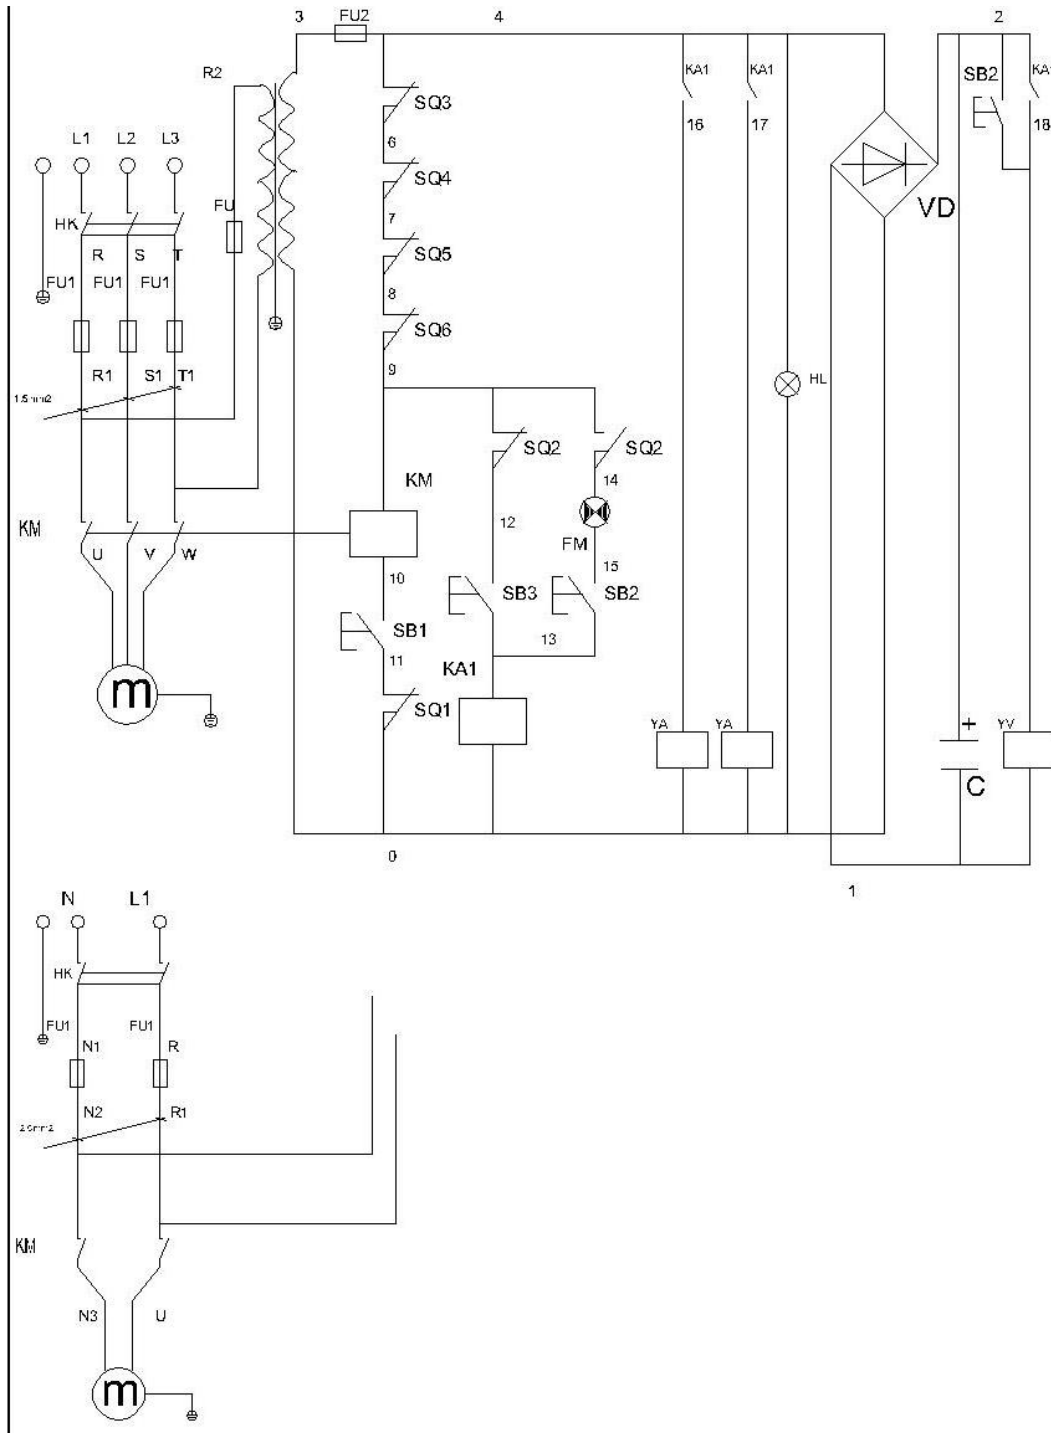 3 FU2 4 2
R2 KA1 KA1 SB2 KA
SQ3
L1 L2 L3 6 16 17 18
SQ4
FU 7 VD
HK
R S T
FU1 FU1 FU1 SQ5
8
SQ6
R1 S1 T1 9 HL
1.5mm2
SQ2 SQ2
KM 14
KM 12
U V W FM
10 15
SB3 SB2
SB1 13
11 KA1
m SQ1
YA YA + YV
C
0
1
N L1
HK
FU1 FU1
N1 R
N2 R1
KM
N3 U
m